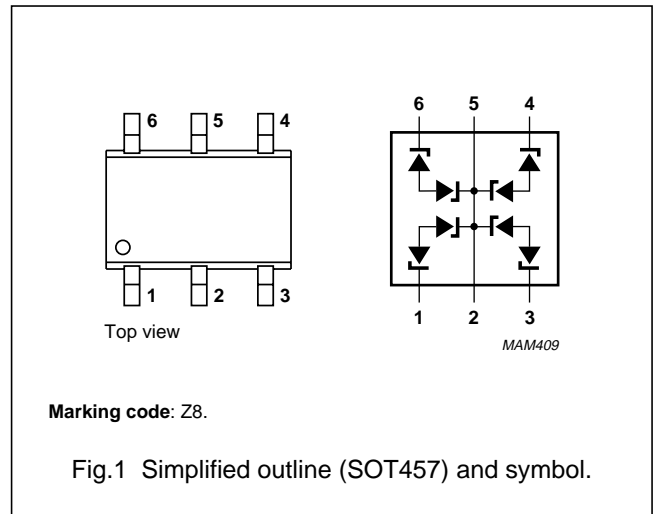 6 5 4
1 2 3
Top view
6 5 4
1 2 3
MAM409
Marking code: Z8.
Fig.1 Simplified outline (SOT457) and symbol.